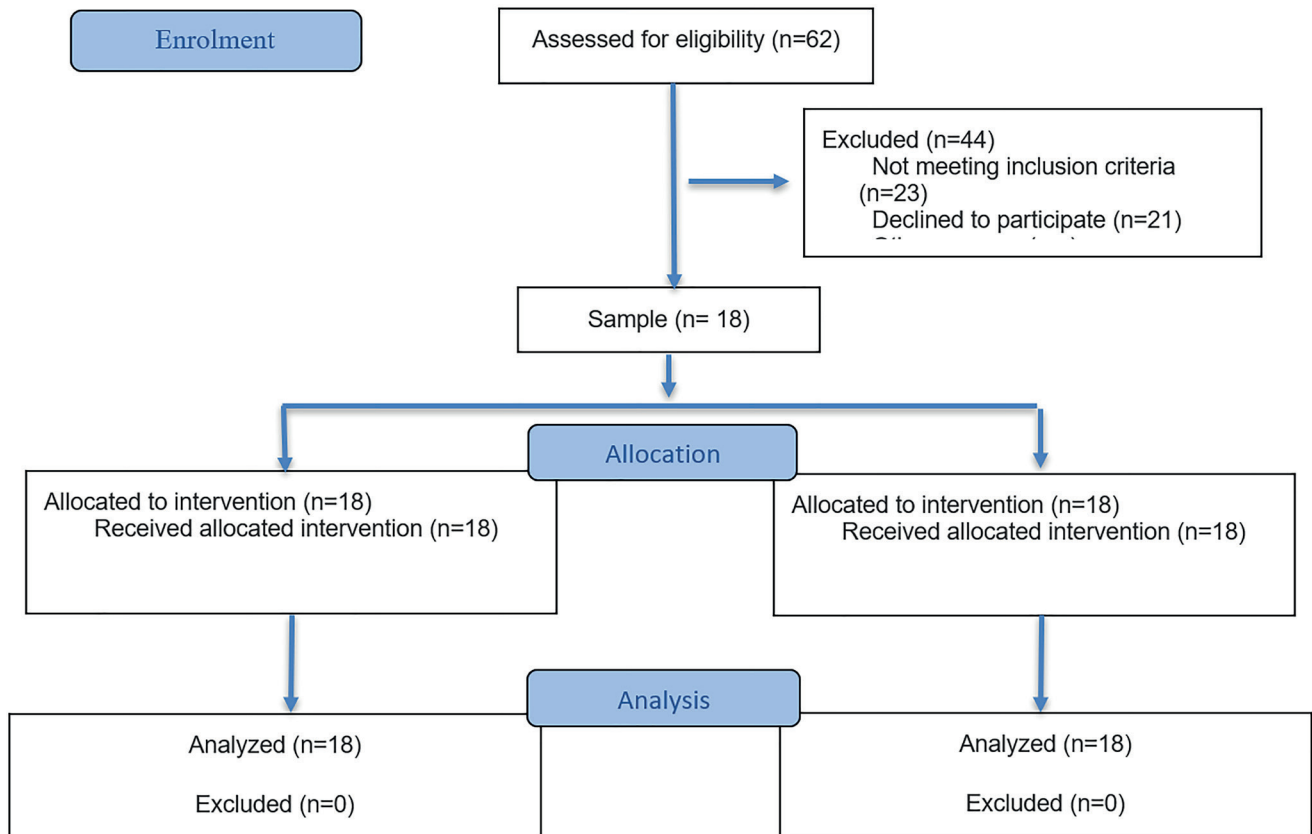 Enrolment
Assessed for eligibility (n=62)
Excluded (n=44)
Not meeting inclusion criteria
(n=23)
Declined to participate (n=21)
Sample (n= 18)
Allocation
Allocated to intervention (n=18)
Received allocated intervention (n=18)
Allocated to intervention (n=18)
Received allocated intervention (n=18)
Analysis
Analyzed (n=18)
Excluded (n=0)
Analyzed (n=18)
Excluded (n=0)